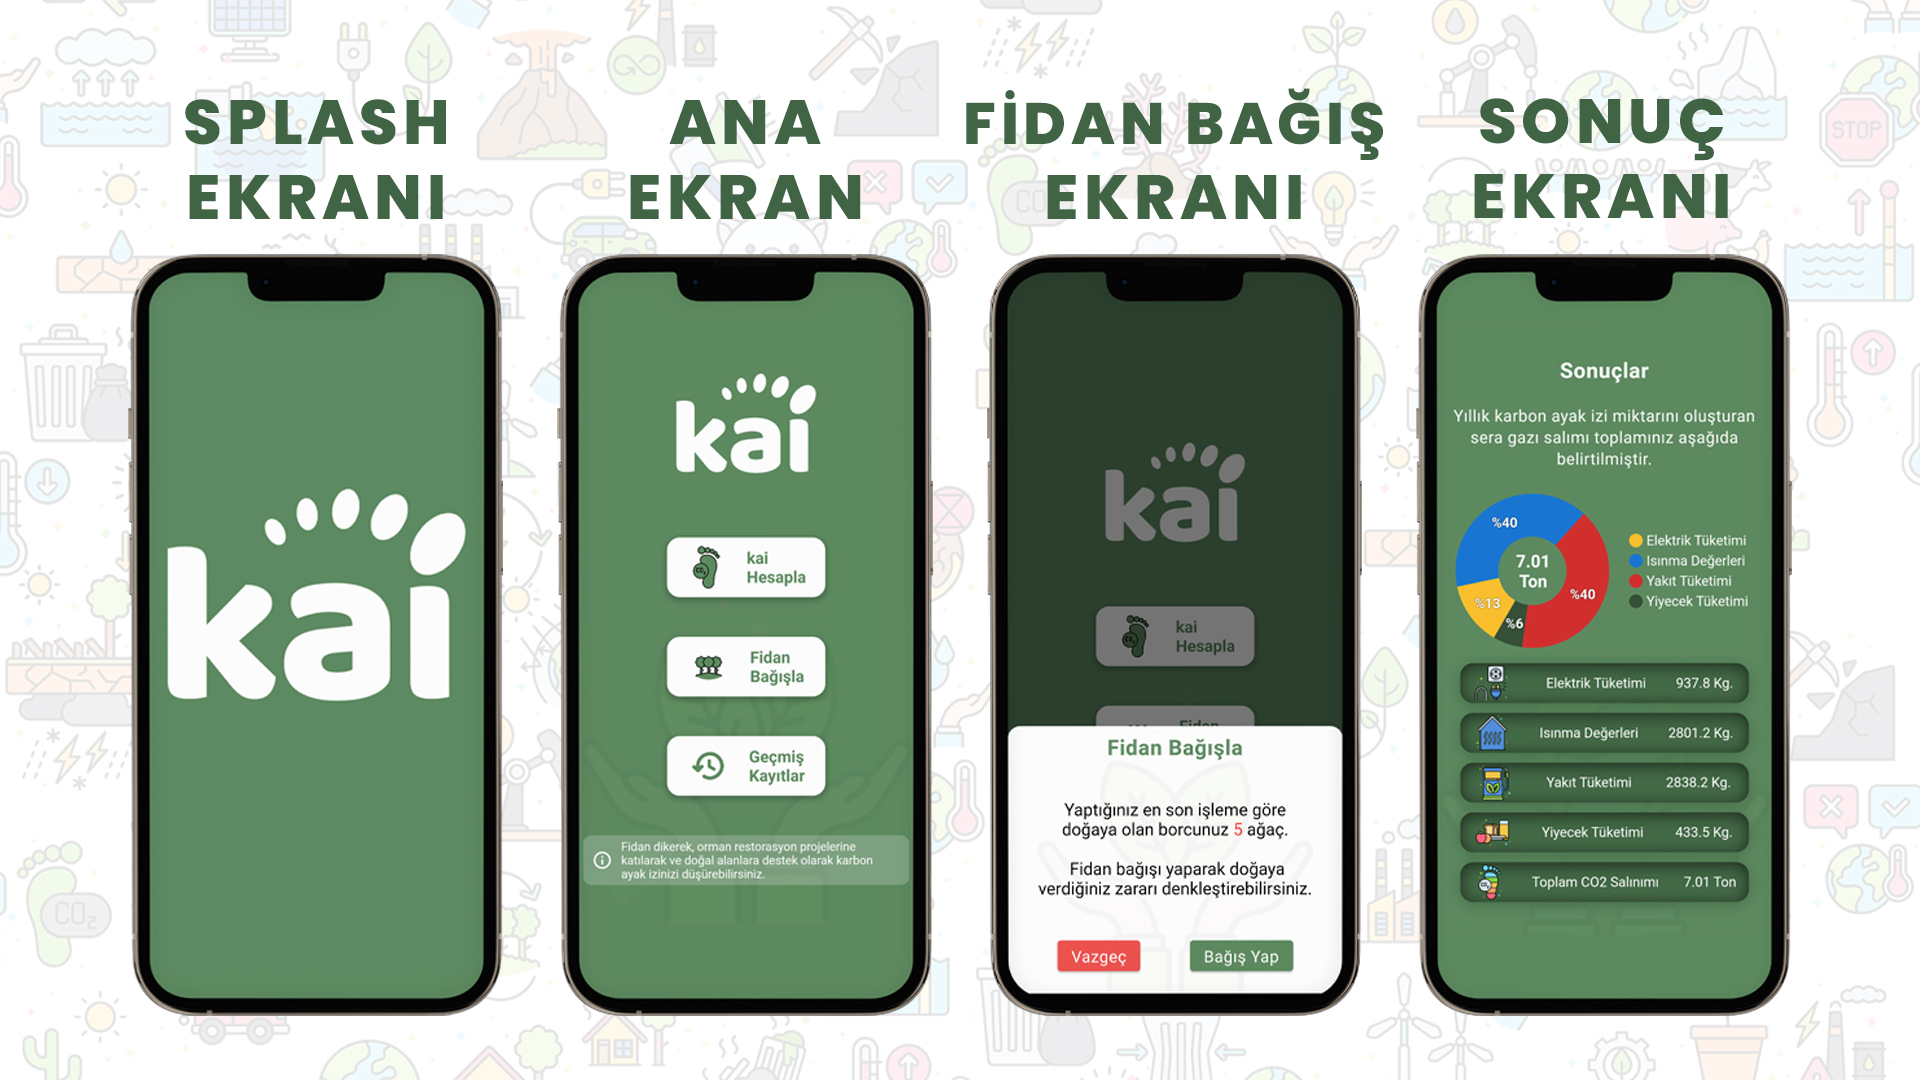 SPLASH
EKRANI
kai
ANA
EKRAN
kai
kai
Hesapla
Fidan
Bağışla
Geçmiş
Kayıtlar
Fidan dikerek, orman restorasyon projelerine
katılarak ve doğal alanlara destek olarak karbon
ayak izinizi düşürebilirsiniz.
FİDAN BAĞIŞ
EKRANI
kai
kai
Hesapla
Fidan
Fidan Bağışla
Yaptığınız en son işleme göre
doğaya olan borcunuz 5 ağaç.
Fidan bağışı yaparak doğaya
verdiğiniz zararı denkleştirebilirsiniz.
Vazgeç
Bağış Yap
SONUÇ
EKRANI
Sonuçlar
Yıllık karbon ayak izi miktarını oluşturan
sera gazı salımı toplamınız aşağıda
belirtilmiştir.
%40
%40
%13
%6
7.01
Ton
Elektrik Tüketimi
Isınma Değerleri
Yakıt Tüketimi
Yiyecek Tüketimi
Elektrik Tüketimi 937.8 Kg.
Isınma Değerleri 2801.2 Kg.
Yakıt Tüketimi 2838.2 Kg.
Yiyecek Tüketimi 433.5 Kg.
Toplam CO2 Salınımı 7.01 Ton
STOP
CO₂